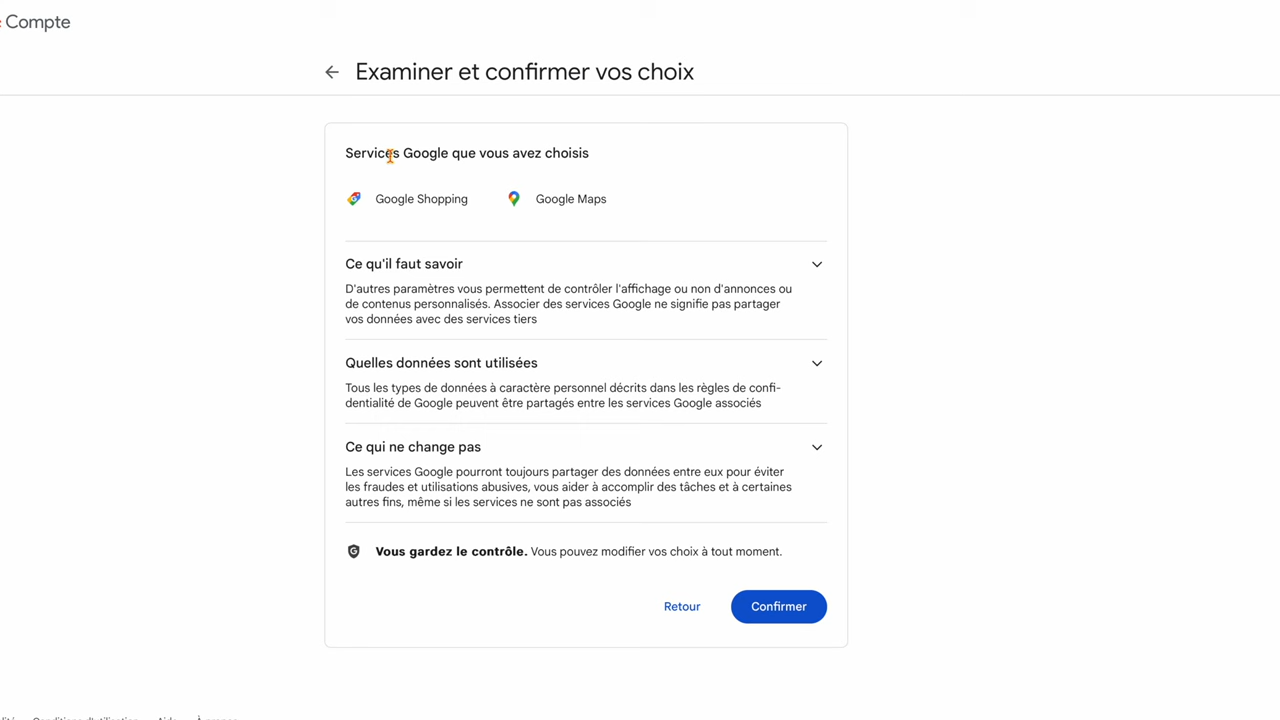 Compte
Examiner et confirmer vos choix
Services Google que vous avez choisis
Google Shopping
Google Maps
Ce qu'il faut savoir
D'autres paramètres vous permettent de contrôler l'affichage ou non d'annonces ou
de contenus personnalisés. Associer des services Google ne signifie pas partager
vos données avec des services tiers
Quelles données sont utilisées
Tous les types de données à caractère personnel décrits dans les règles de confi-
dentialité de Google peuvent être partagés entre les services Google associés
Ce qui ne change pas
Les services Google pourront toujours partager des données entre eux pour éviter
les fraudes et utilisations abusives, vous aider à accomplir des tâches et à certaines
autres fins, même si les services ne sont pas associés
Vous gardez le contrôle. Vous pouvez modifier vos choix à tout moment.
Retour
Confirmer